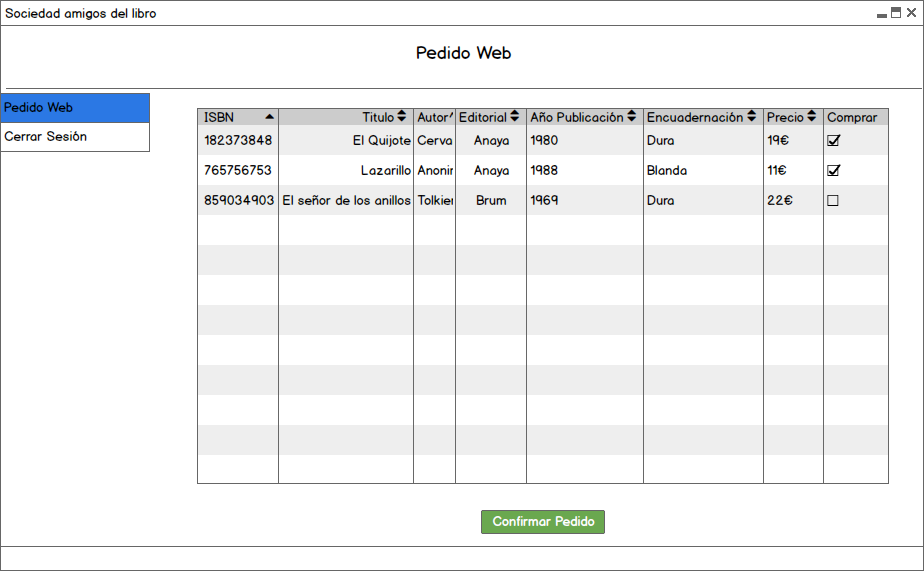 Sociedad amigos del libro
Pedido Web
Pedido Web
Cerrar Sesión
ISBN Titulo Autor Editorial Año Publicación Encuadernación Precio Comprar
182373848 El Quijote Cerva Anaya 1980 Dura 19€
765756753 Lazarillo Anonir Anaya 1988 Blanda 11€
859034903 El señor de los anillos Tolkie Brum 1969 Dura 22€
Confirmar Pedido